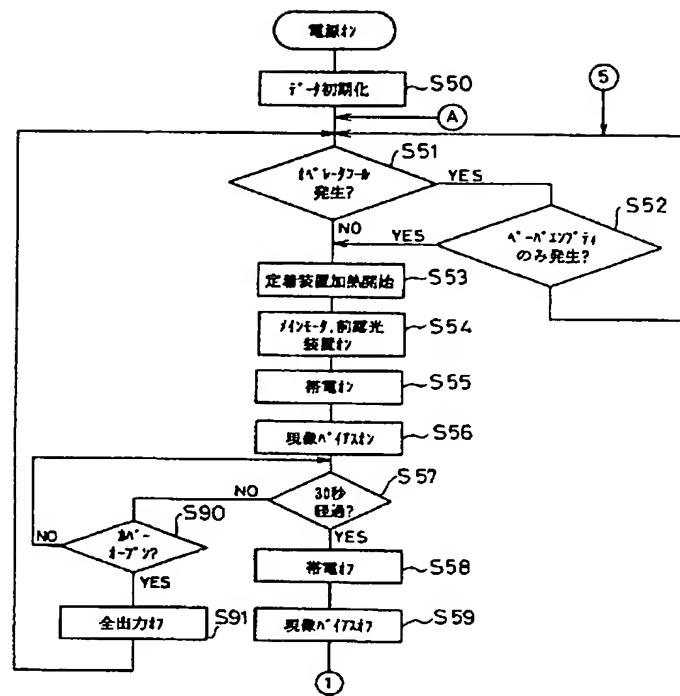 電源ｵﾝ
ﾃﾞｰﾀ初期化
S50
A
5
ｵﾍﾟﾚｰﾀｺｰﾙ
発生?
S51
YES
NO
ﾍﾟｰﾊﾟｴﾝﾌﾟﾃｨ
のみ発生?
S52
YES
定着装置加熱開始
S53
ﾒｲﾝﾓｰﾀ,前露光
装置ｵﾝ
S54
帯電ｵﾝ
S55
現像ﾊﾞｲｱｽｵﾝ
S56
30秒
経過?
S57
NO
YES
ｶﾊﾞｰ
ｵｰﾌﾟﾝ?
S90
NO
YES
全出力ｵﾌ
S91
帯電ｵﾌ
S58
現像ﾊﾞｲｱｽｵﾌ
S59
1